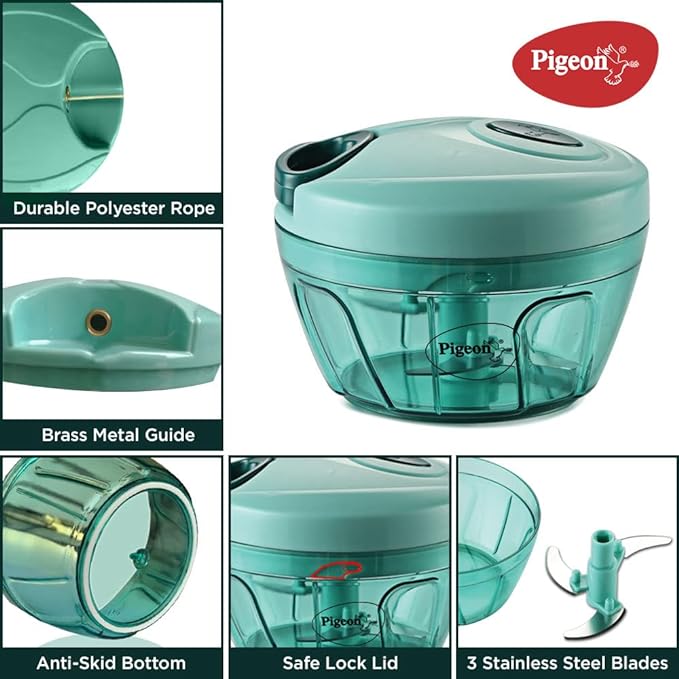 Pigeon®
Durable Polyester Rope
Pigeon
Brass Metal Guide
Anti-Skid Bottom
Pigeon
Safe Lock Lid
3 Stainless Steel Blades